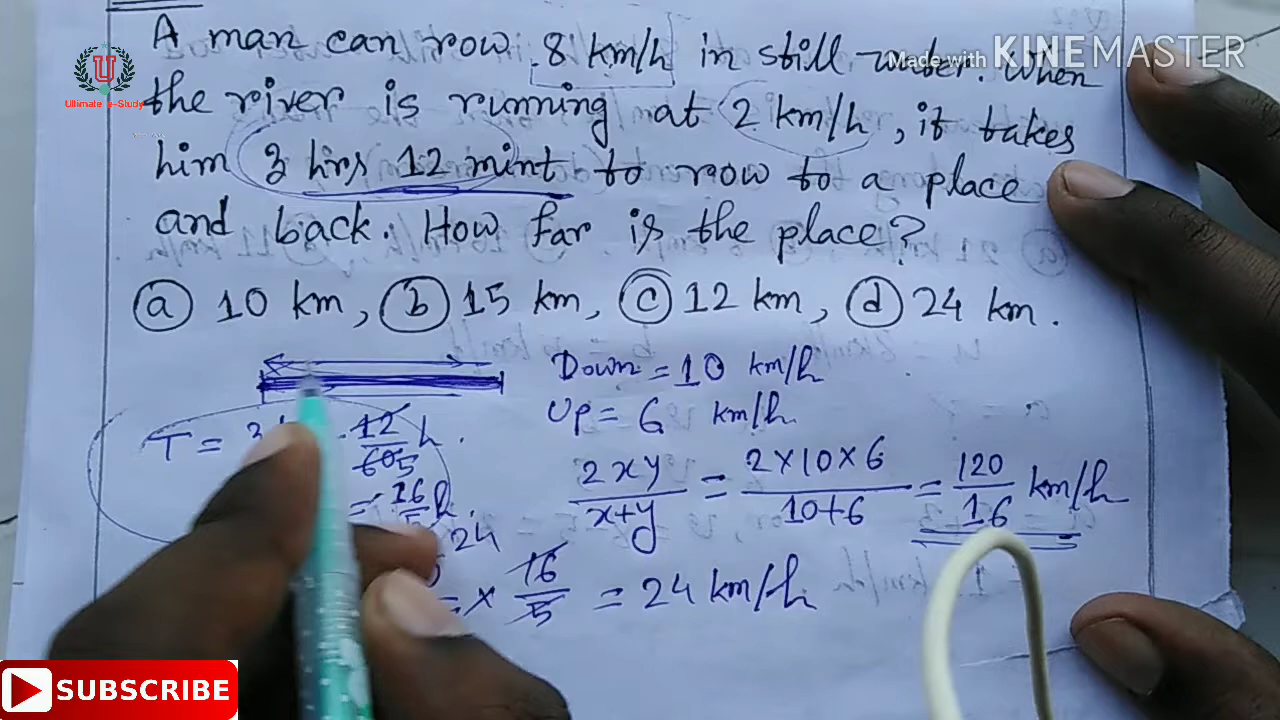 A man can row 8 km/h in still water. When
the river is running at 2 km/h, it takes
him 3 hrs 12 mint to row to a place
and back. How far is the place?
(a) 10 km, (b) 15 km, (c) 12 km, (d) 24 km.
Down = 10 km/h
Up = 6 km/h
T = 3 12/60 5 h.
= 16/5 h.
2xy/x+y = 2×10×6/10+6 = 120/16 km/h
24
× 16/5 = 24 km/h
Made with KINEMASTER
U
Ultimate e-Study
SUBSCRIBE